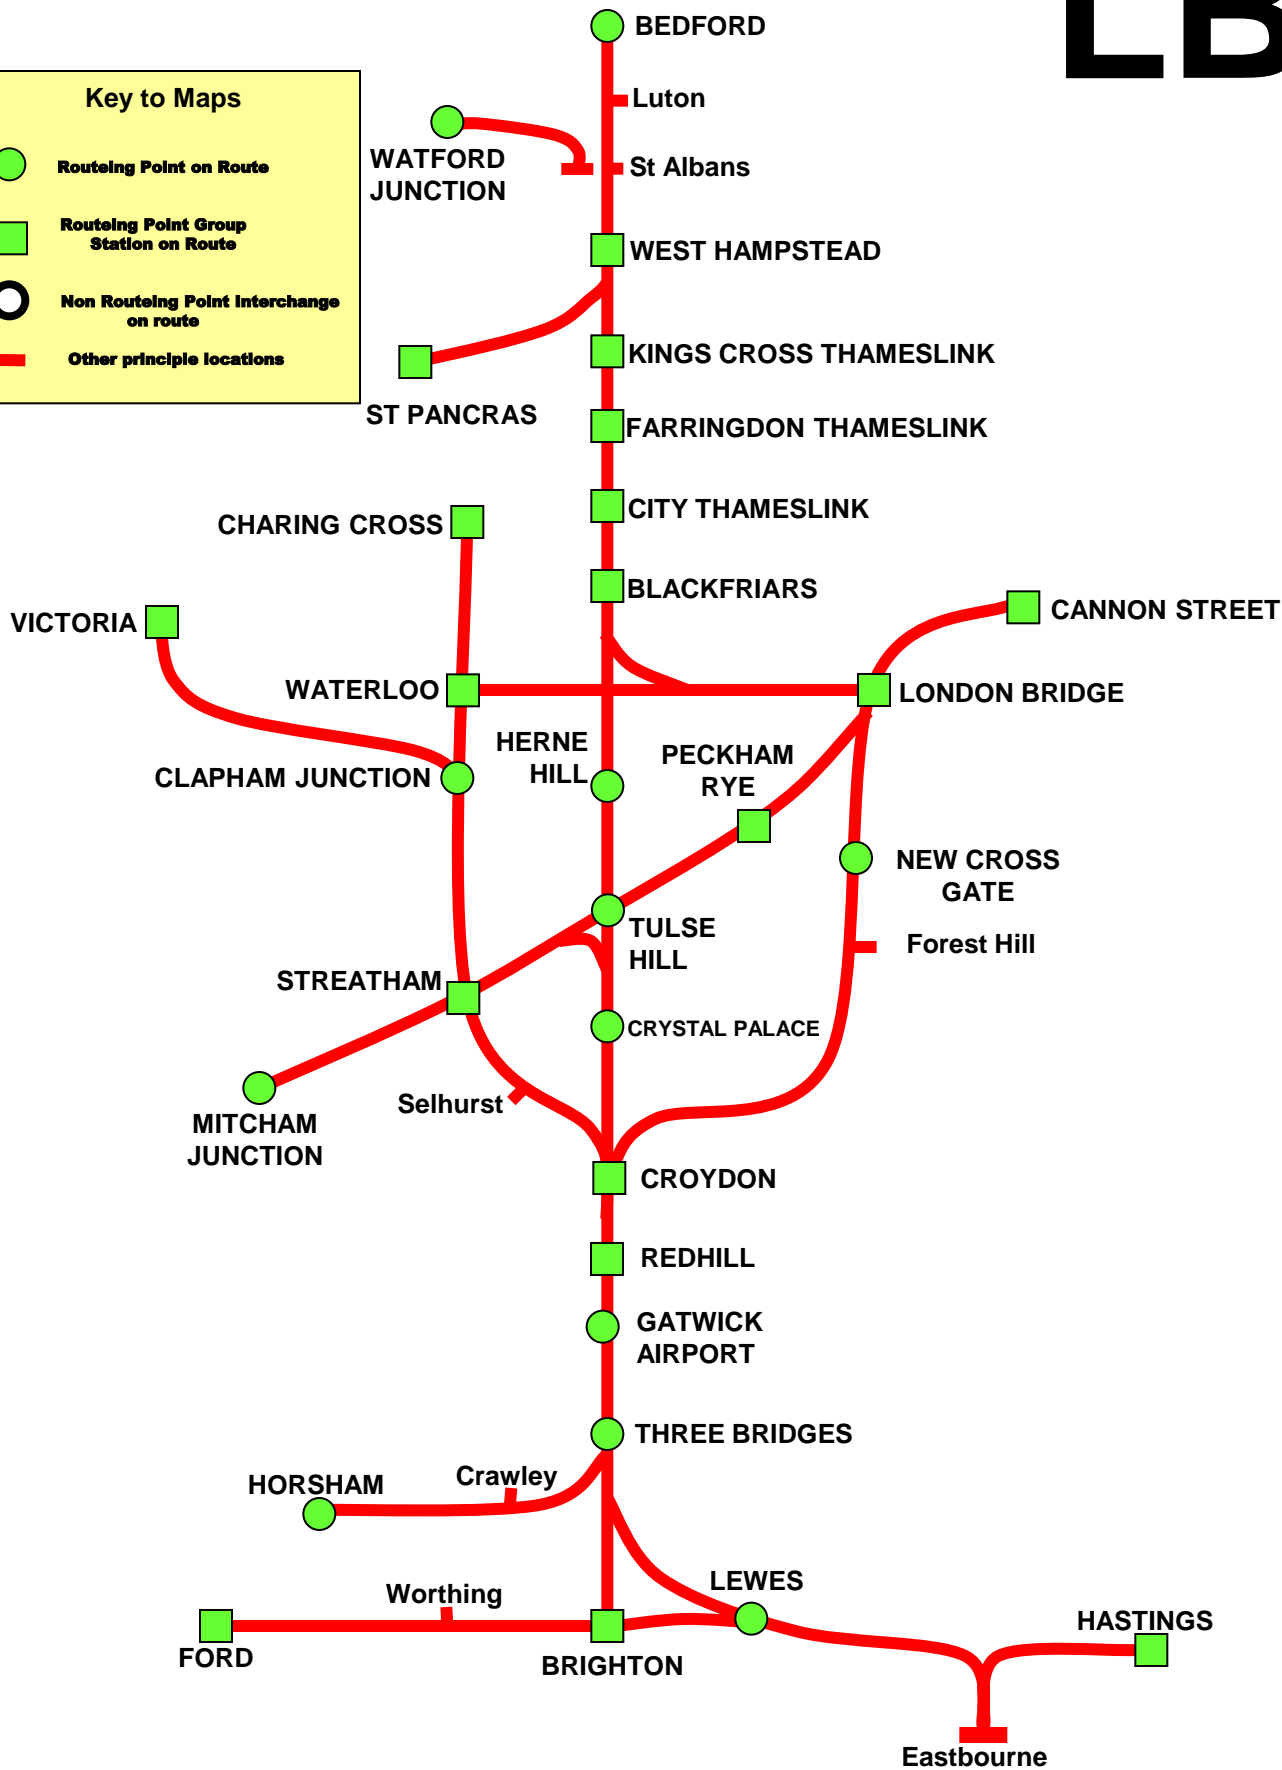 LB
BEDFORD
Key to Maps
Luton
WATFORD
JUNCTION
Routeing Point on Route
St Albans
Routeing Point Group
Station on Route
WEST HAMPSTEAD
Non Routeing Point Interchange
on route
Other principle locations
KINGS CROSS THAMESLINK
ST PANCRAS
FARRINGDON THAMESLINK
CITY THAMESLINK
CHARING CROSS
BLACKFRIARS
CANNON STREET
VICTORIA
WATERLOO
LONDON BRIDGE
HERNE
HILL
PECKHAM
RYE
CLAPHAM JUNCTION
NEW CROSS
GATE
TULSE
HILL
Forest Hill
STREATHAM
CRYSTAL PALACE
Selhurst
MITCHAM
JUNCTION
CROYDON
REDHILL
GATWICK
AIRPORT
THREE BRIDGES
Crawley
HORSHAM
LEWES
Worthing
HASTINGS
FORD
BRIGHTON
Eastbourne